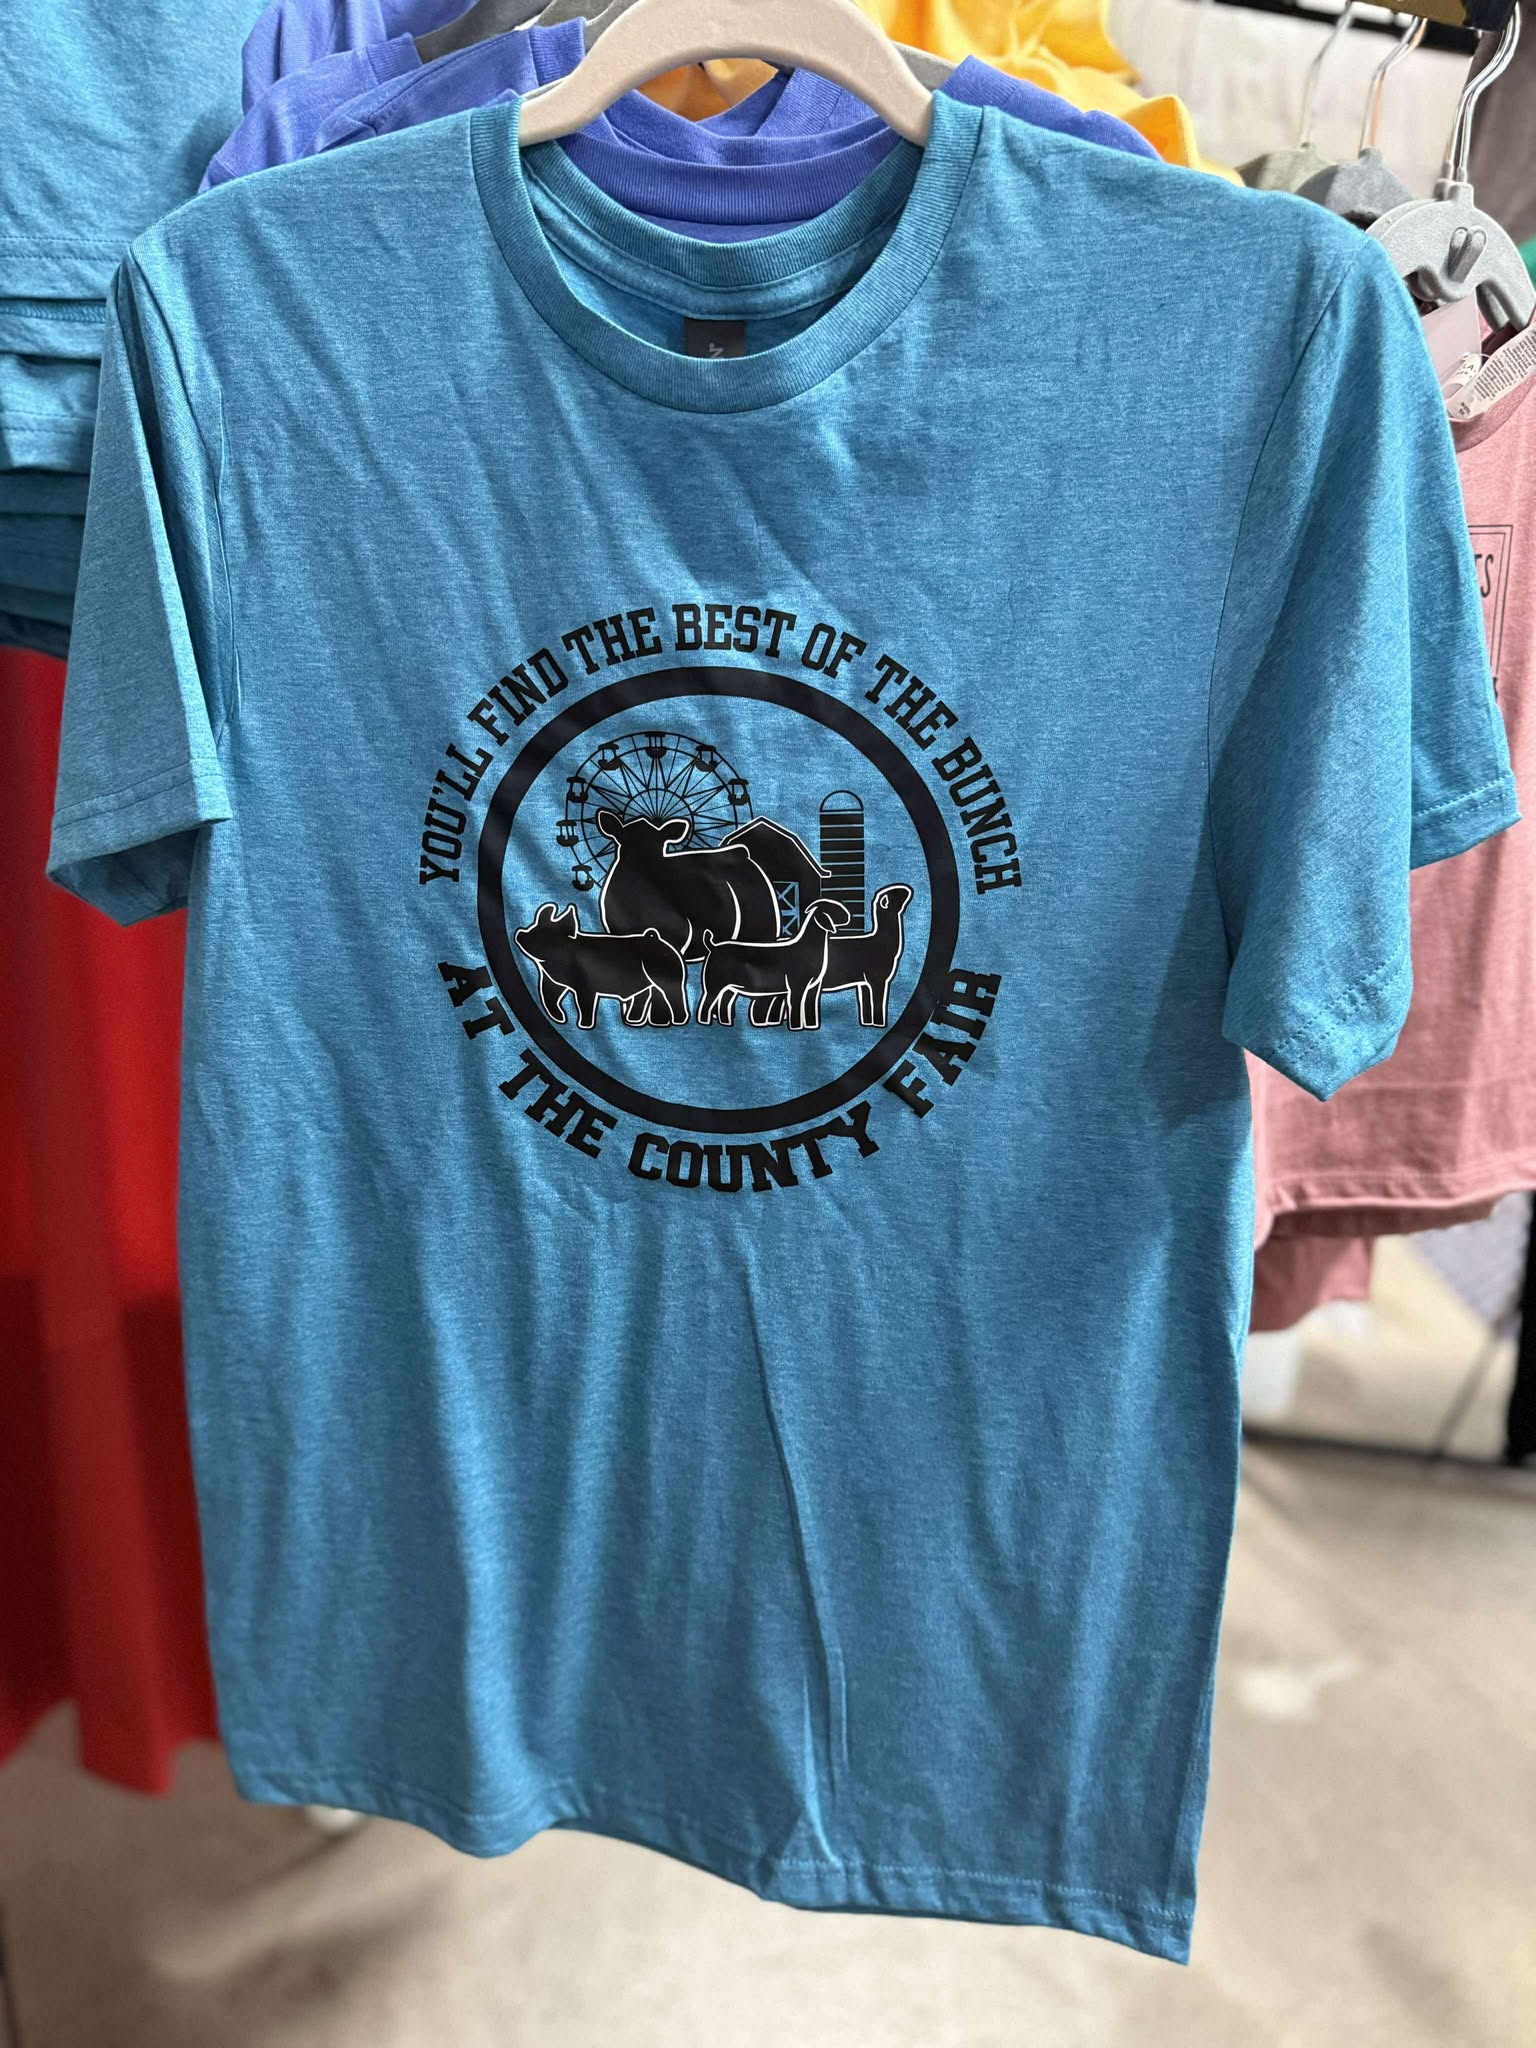 YOU'LL FIND THE BEST OF THE BUNCH
AT THE COUNTY FAIR